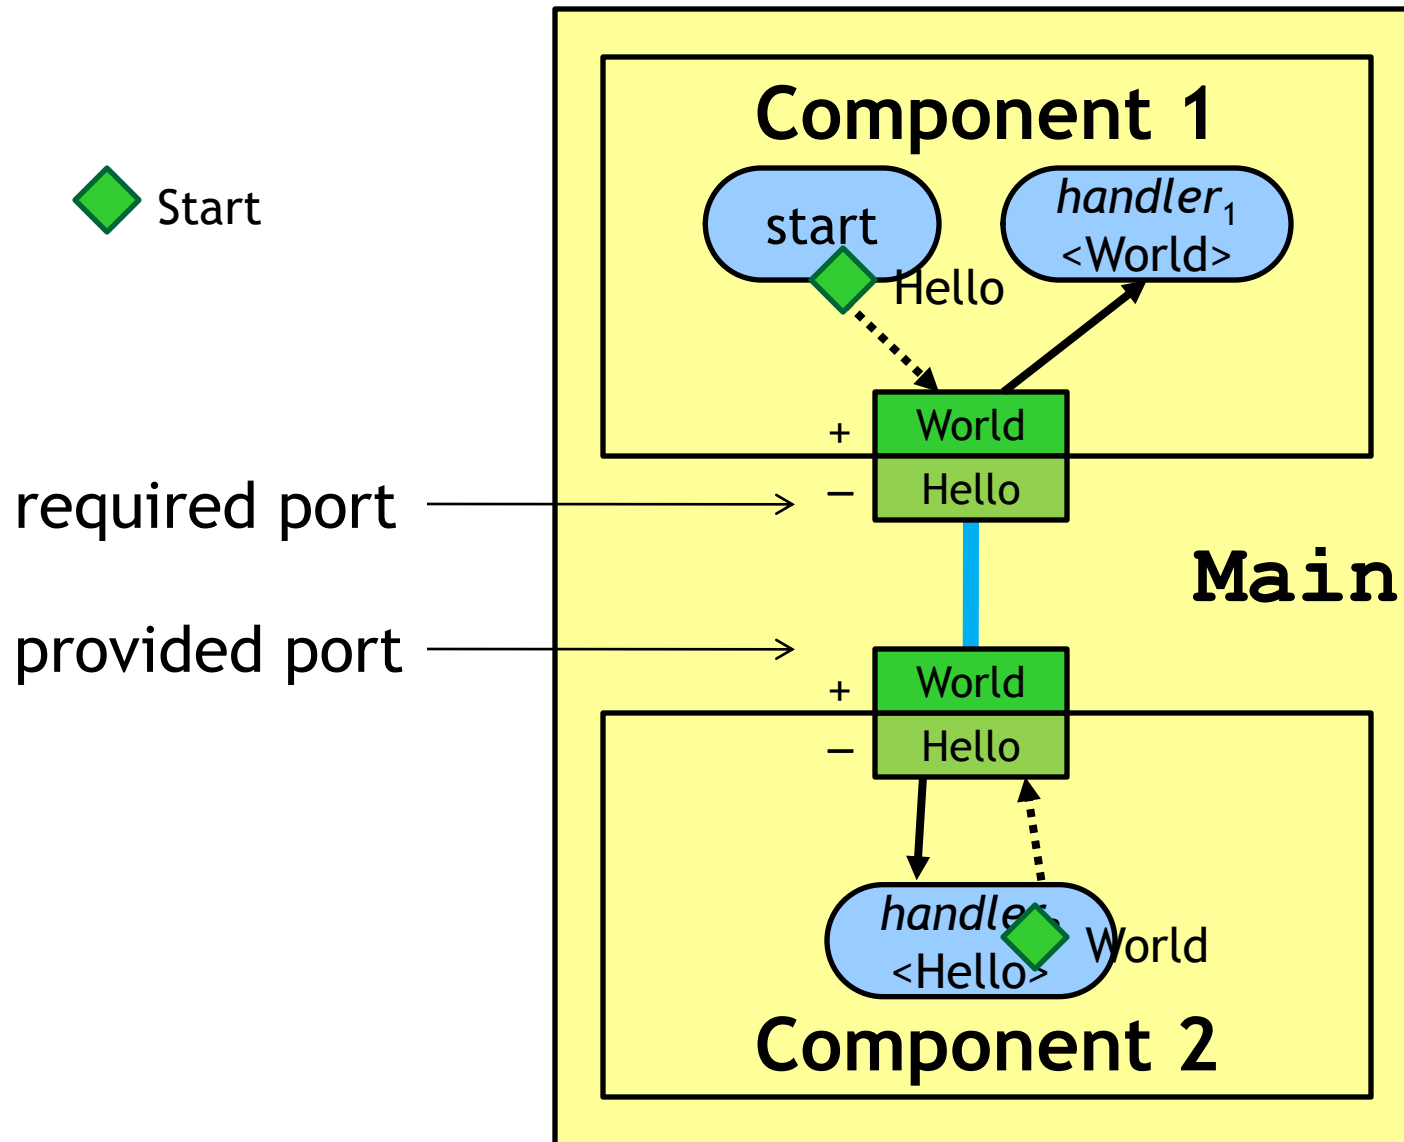 Component 1
Start
start
handler₁
<World>
Hello
World
+
Hello
–
required port
Main
provided port
World
+
Hello
–
<Hello>
World
Component 2